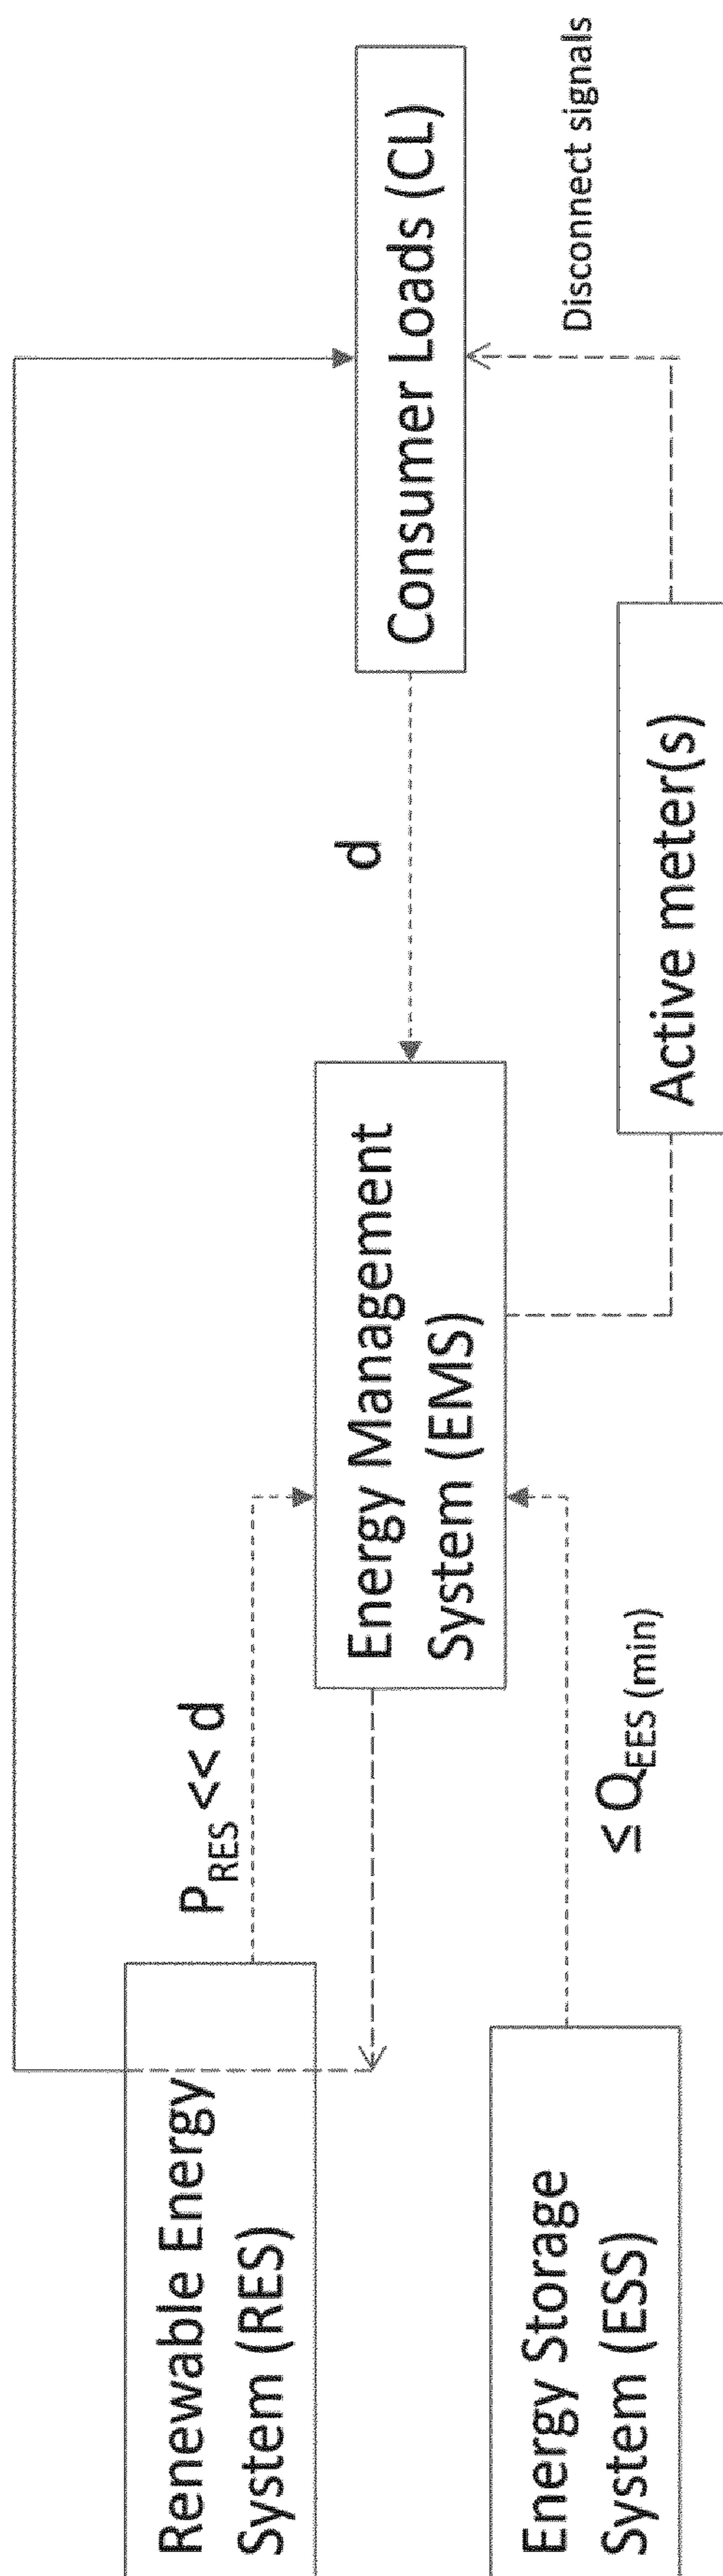 Renewable Energy
System (RES)
P_RES << d
Energy Management
System (EMS)
d
Consumer Loads (CL)
Energy Storage
System (ESS)
≤ Q_EES (min)
Active meter(s)
Disconnect signals